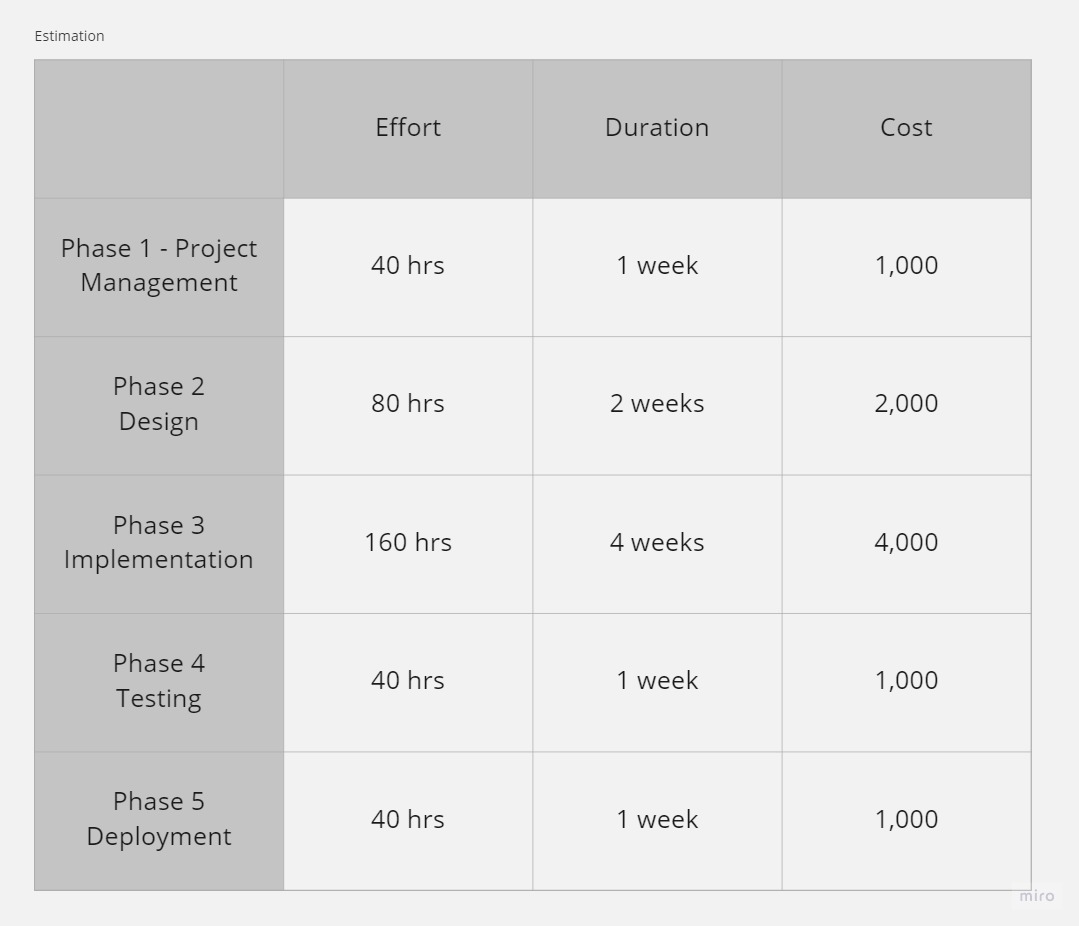 Estimation
Effort Duration Cost
Phase 1 - Project
Management
40 hrs 1 week 1,000
Phase 2
Design
80 hrs 2 weeks 2,000
Phase 3
Implementation
160 hrs 4 weeks 4,000
Phase 4
Testing
40 hrs 1 week 1,000
Phase 5
Deployment
40 hrs 1 week 1,000
miro